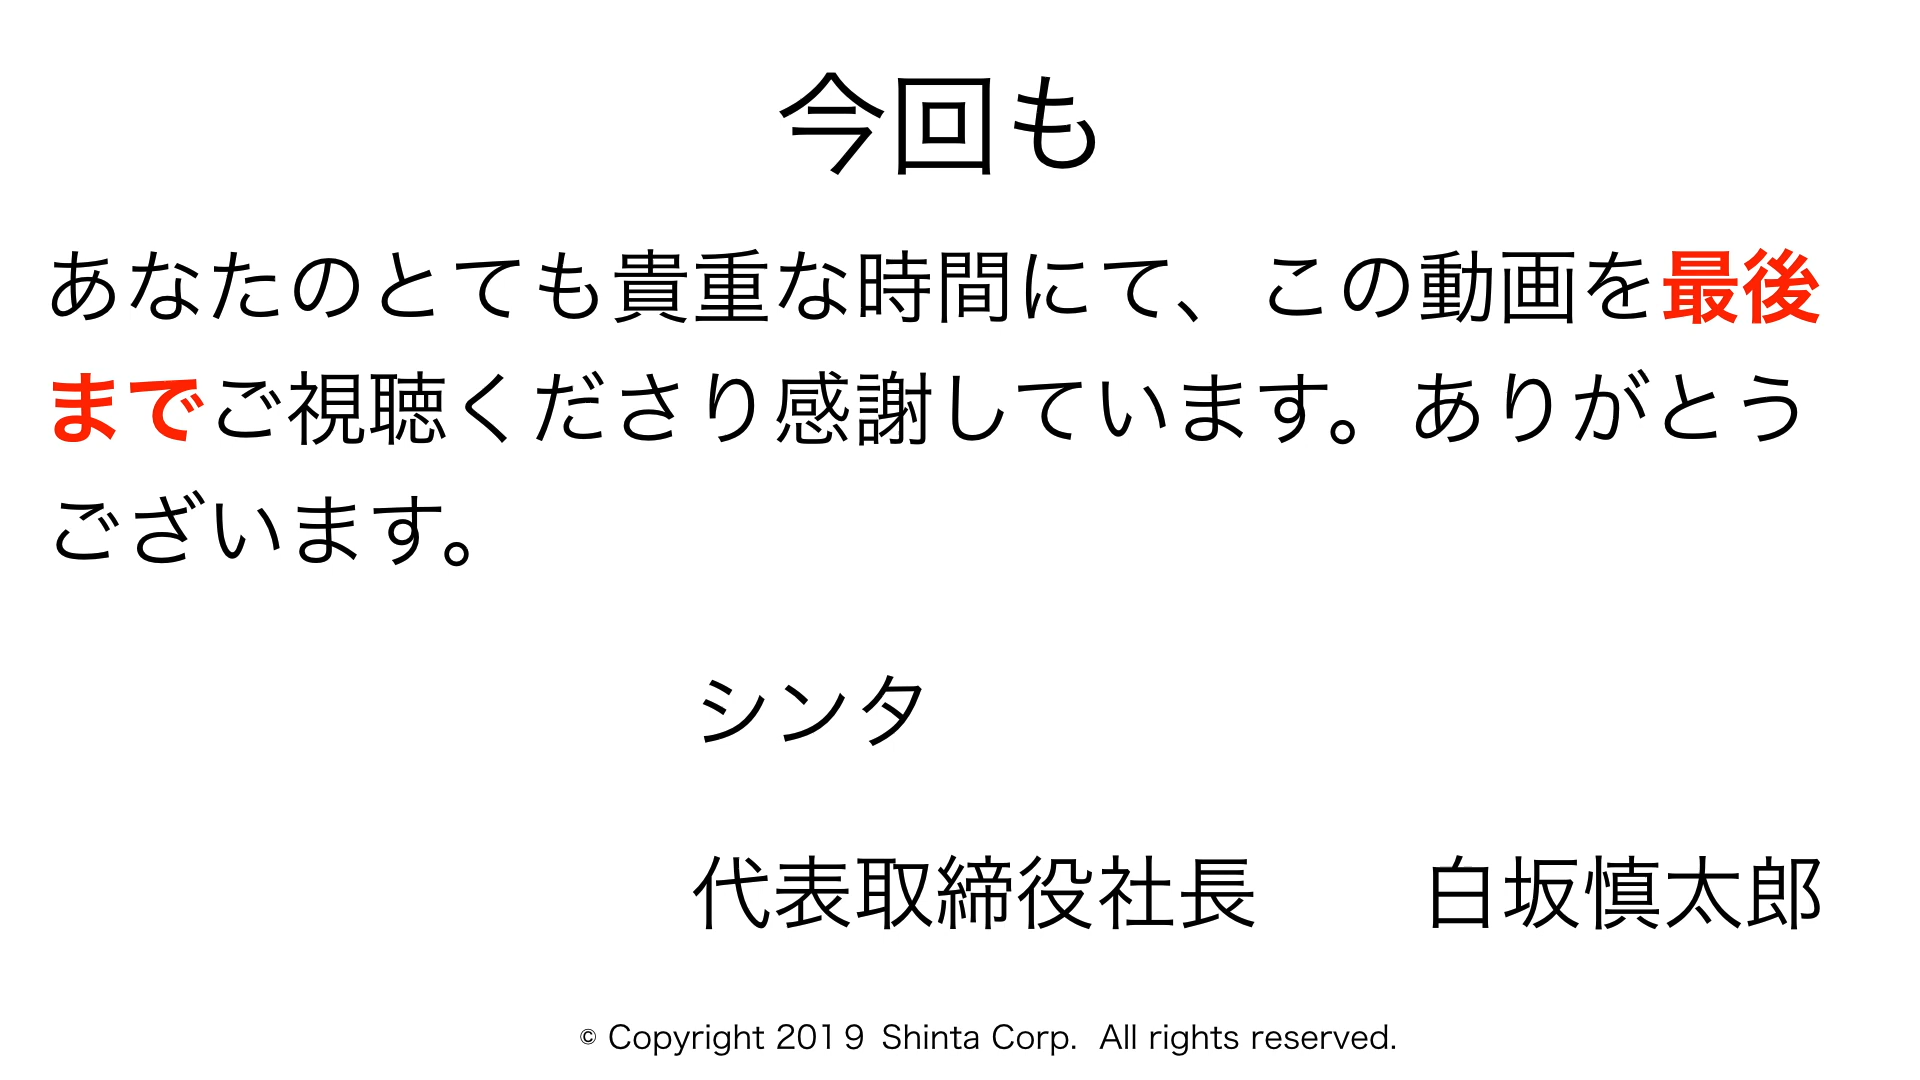 今回も
あなたのとても貴重な時間にて、この動画を最後
までご視聴くださり感謝しています。ありがとう
ございます。
シンタ
代表取締役社長　　白坂慎太郎
© Copyright 201９ Shinta Corp.  All rights reserved.